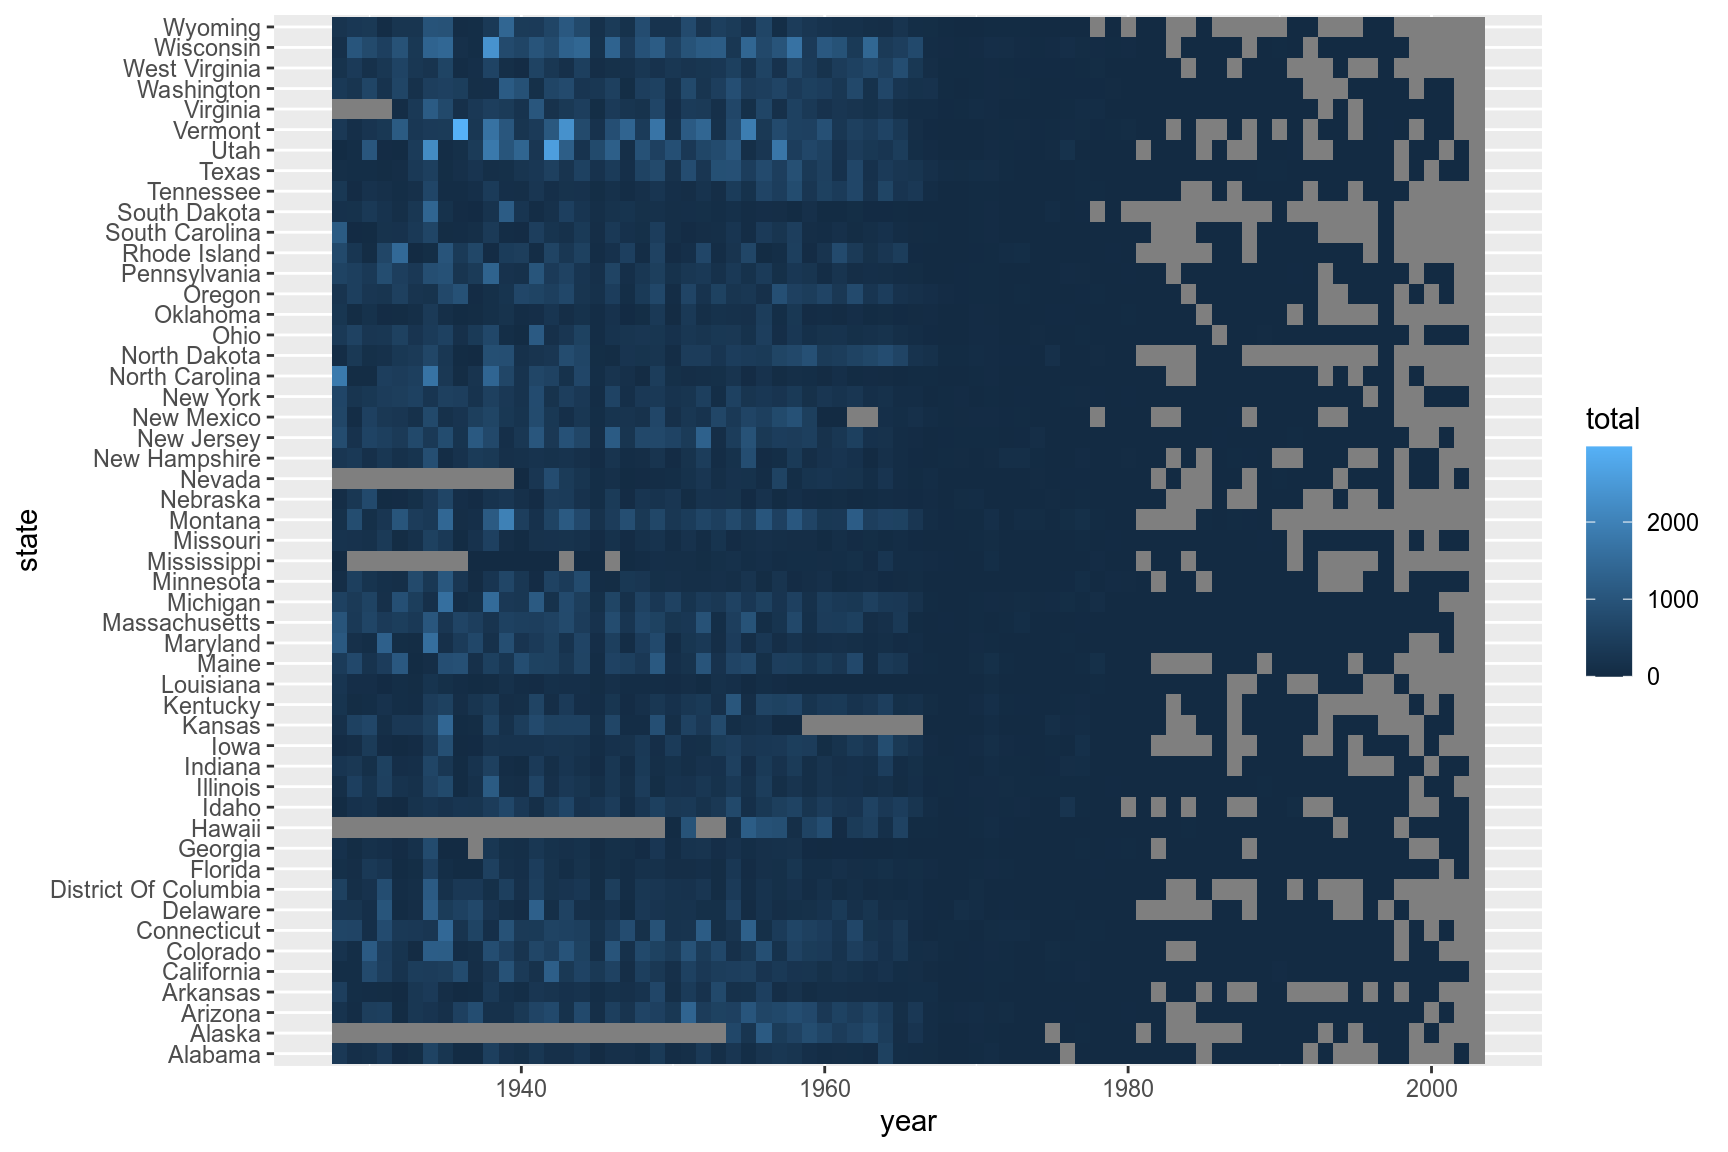 Wyoming
Wisconsin
West Virginia
Washington
Virginia
Vermont
Utah
Texas
Tennessee
South Dakota
South Carolina
Rhode Island
Pennsylvania
Oregon
Oklahoma
Ohio
North Dakota
North Carolina
New York
New Mexico
New Jersey
New Hampshire
Nevada
Nebraska
Montana
Missouri
Mississippi
Minnesota
Michigan
Massachusetts
Maryland
Maine
Louisiana
Kentucky
Kansas
Iowa
Indiana
Illinois
Idaho
Hawaii
Georgia
Florida
District Of Columbia
Delaware
Connecticut
Colorado
California
Arkansas
Arizona
Alaska
Alabama
state
1940 1960 1980 2000
year
total
2000
1000
0